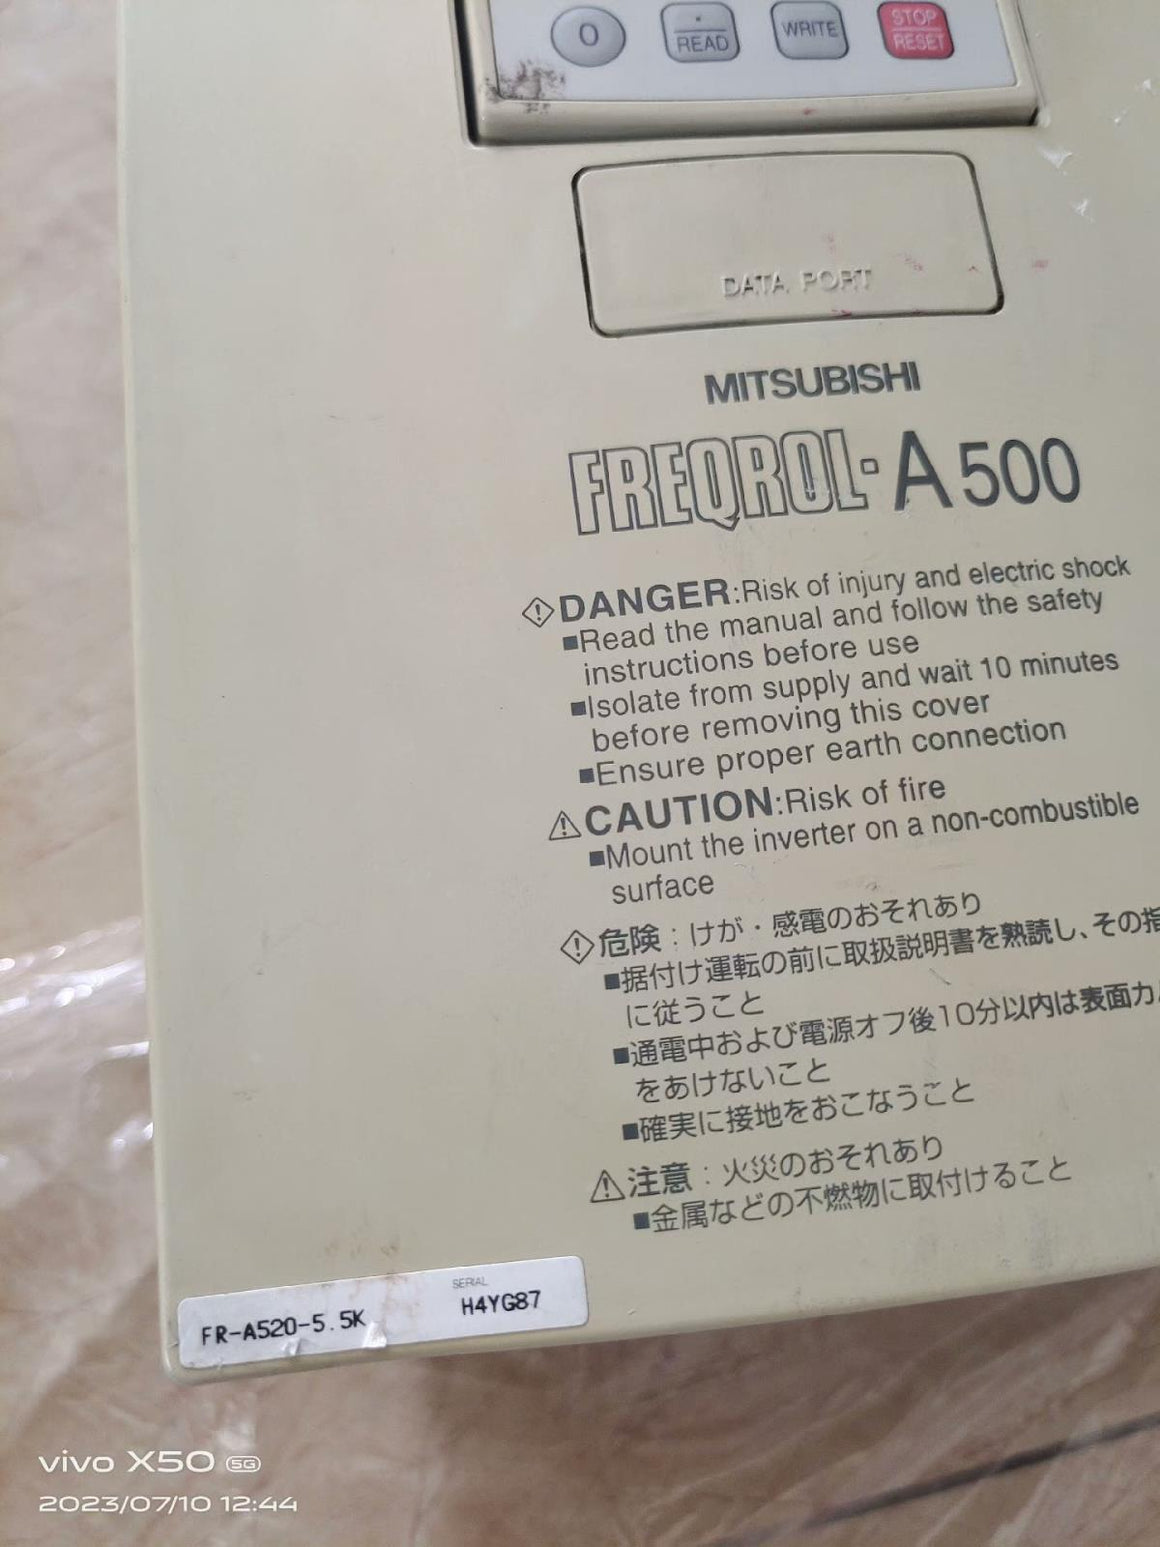 0
READ
WRITE
STOP
RESET
DATA PORT
MITSUBISHI
FREQROL-A500
DANGER:Risk of injury and electric shock
■Read the manual and follow the safety
instructions before use
■Isolate from supply and wait 10 minutes
before removing this cover
■Ensure proper earth connection
CAUTION:Risk of fire
■Mount the inverter on a non-combustible
surface
危険:けが・感電のおそれあり
■据付け運転の前に取扱説明書を熟読し、その指
に従うこと
■通電中および電源オフ後10分以内は表面カ
をあけないこと
■確実に接地をおこなうこと
注意:火災のおそれあり
■金属などの不燃物に取付けること
SERIAL
FR-A520-5.5K H4YG87
vivo X50 5G
2023/07/10 12:44